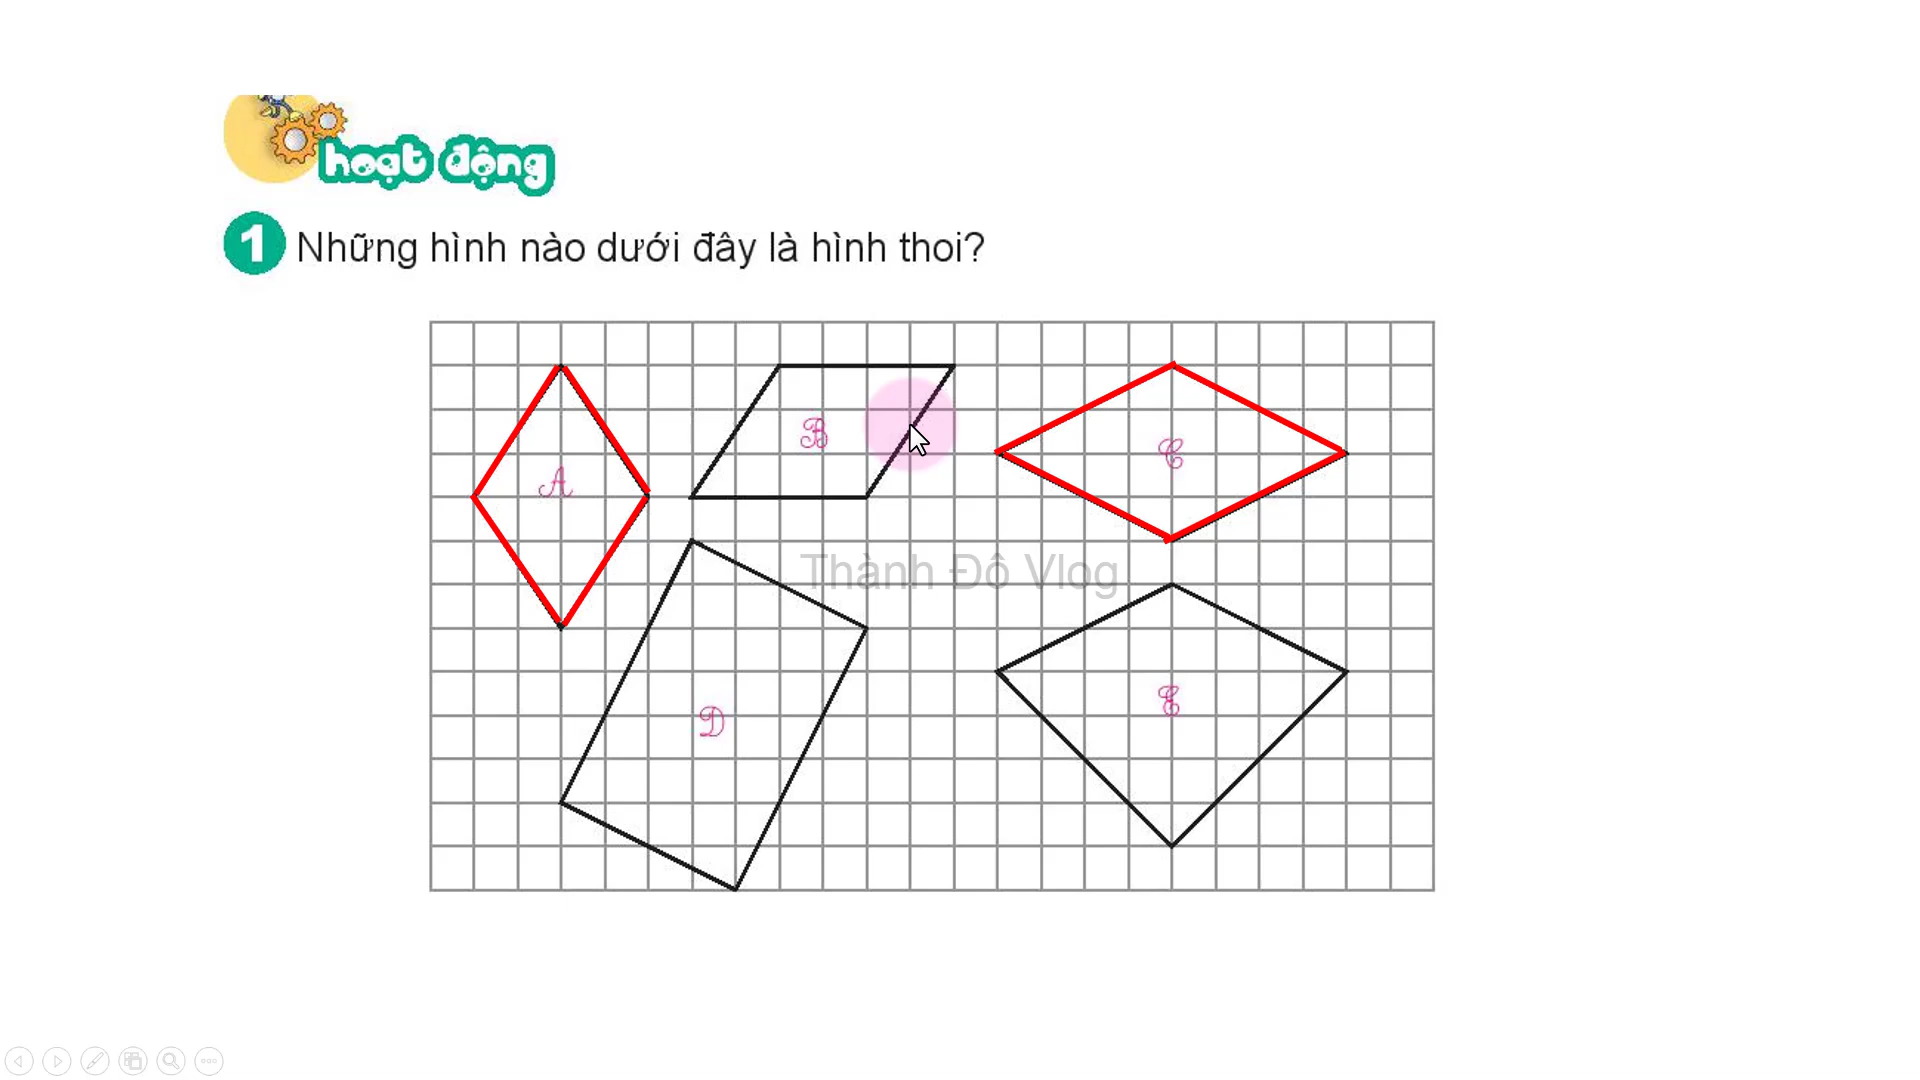 hoạt động
1 Những hình nào dưới đây là hình thoi?
A
B
C
Thành Đô Vlog
D
E